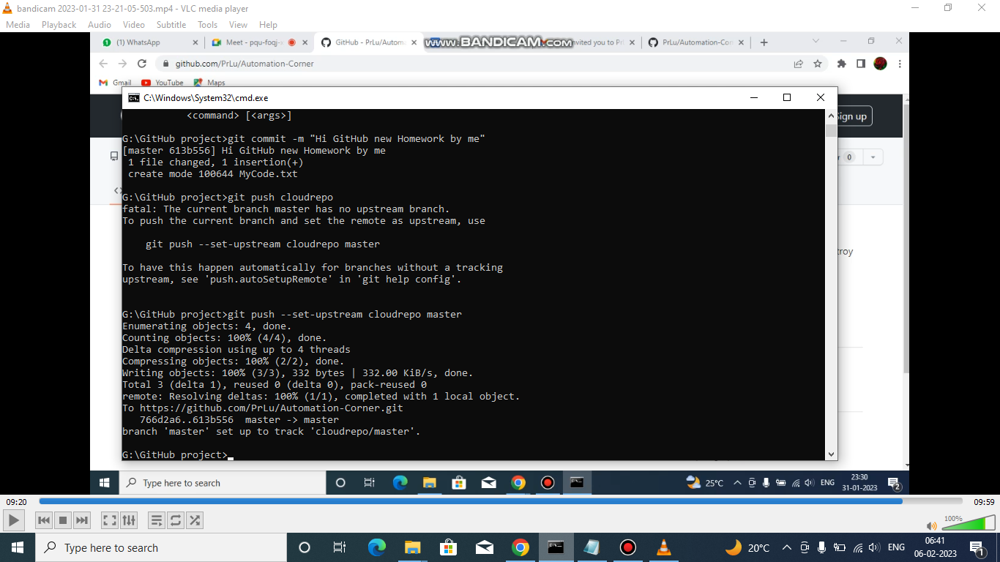 bandicam 2023-01-31 23-21-05-503.mp4 - VLC media player
Media Playback Audio Video Subtitle Tools View Help
(1) WhatsApp
Meet - pqu-foqj-
GitHub - PrLu/Autom
www.BANDICAM.COM
nvited you to Pr
PrLu/Automation-Cor
github.com/PrLu/Automation-Corner
Gmail YouTube Maps
C:\Windows\System32\cmd.exe
<command> [<args>]
ign up
G:\GitHub project>git commit -m "Hi GitHub new Homework by me"
[master 613b556] Hi GitHub new Homework by me
r 0
1 file changed, 1 insertion(+)
create mode 100644 MyCode.txt
G:\GitHub project>git push cloudrepo
fatal: The current branch master has no upstream branch.
To push the current branch and set the remote as upstream, use
git push --set-upstream cloudrepo master
troy
To have this happen automatically for branches without a tracking
upstream, see 'push.autoSetupRemote' in 'git help config'.
G:\GitHub project>git push --set-upstream cloudrepo master
Enumerating objects: 4, done.
Counting objects: 100% (4/4), done.
Delta compression using up to 4 threads
Compressing objects: 100% (2/2), done.
Writing objects: 100% (3/3), 332 bytes | 332.00 KiB/s, done.
Total 3 (delta 1), reused 0 (delta 0), pack-reused 0
remote: Resolving deltas: 100% (1/1), completed with 1 local object.
To https://github.com/PrLu/Automation-Corner.git
766d2a6..613b556 master -> master
branch 'master' set up to track 'cloudrepo/master'.
G:\GitHub project>
Type here to search
25°C
ENG
23:30
31-01-2023
2
09:20
09:59
100%
Type here to search
20°C
ENG
06:41
06-02-2023
1